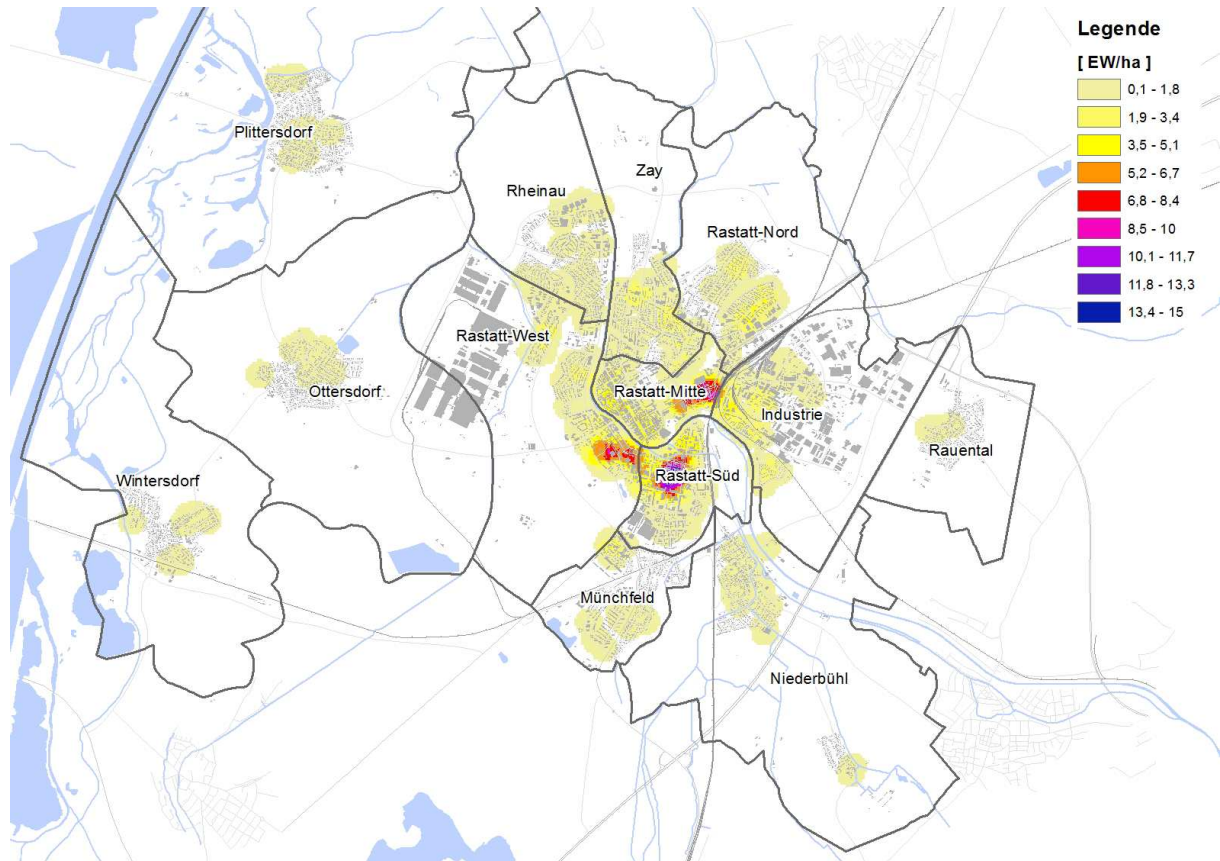 Legende
[ EW/ha ]
0,1 - 1,8
1,9 - 3,4
3,5 - 5,1
5,2 - 6,7
6,8 - 8,4
8,5 - 10
10,1 - 11,7
11,8 - 13,3
13,4 - 15
Plittersdorf
Zay
Rheinau
Rastatt-Nord
Rastatt-West
Ottersdorf
Rastatt-Mitte
Industrie
Rauental
Wintersdorf
Rastatt-Süd
Münchfeld
Niederbühl